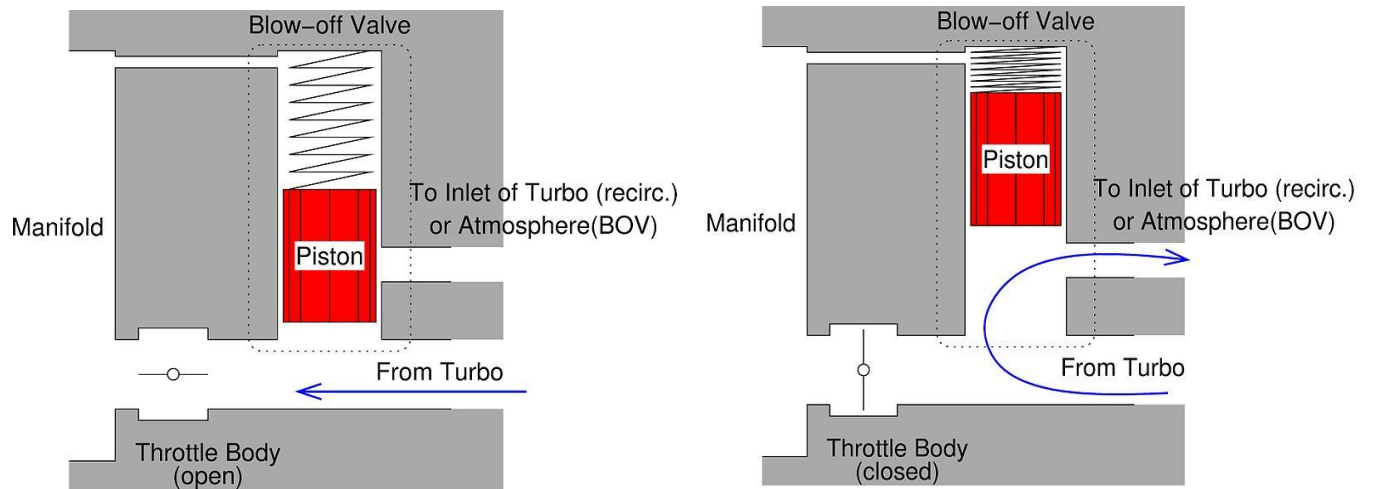 Blow–off Valve
To Inlet of Turbo (recirc.)
or Atmosphere(BOV)
Manifold
Piston
From Turbo
Throttle Body
(open)
Blow–off Valve
Piston
To Inlet of Turbo (recirc.)
or Atmosphere(BOV)
Manifold
From Turbo
Throttle Body
(closed)